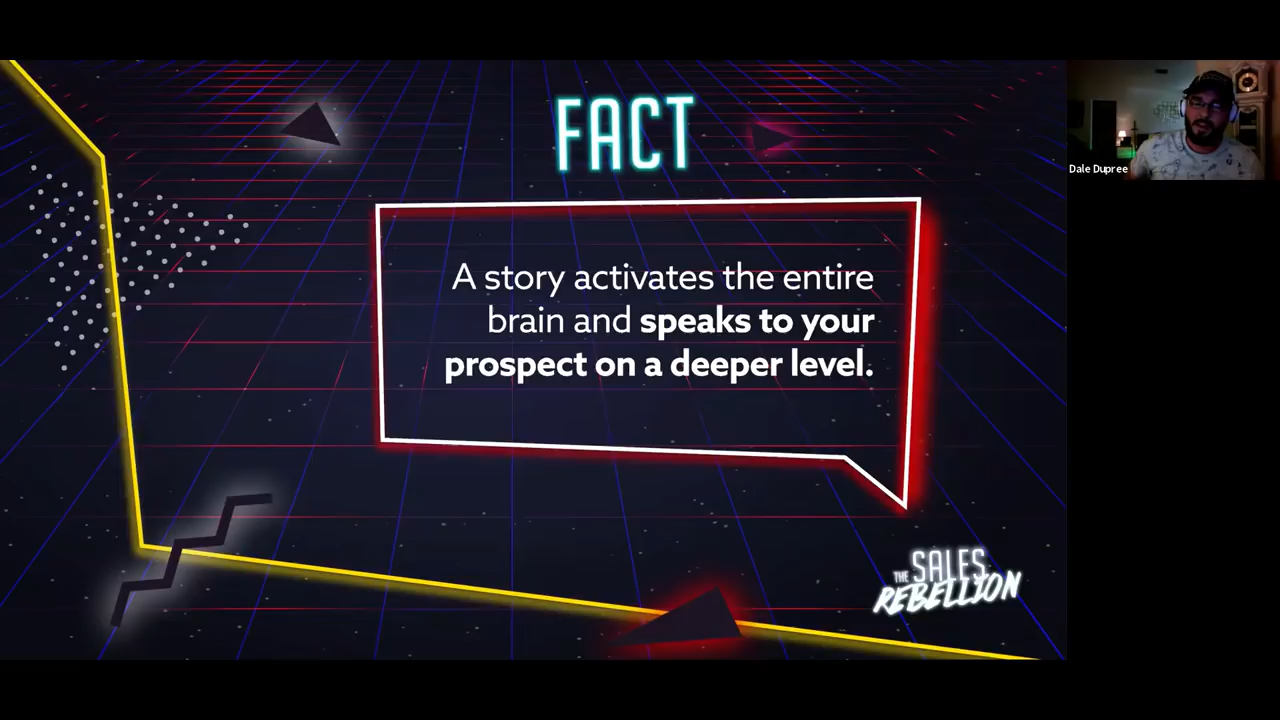 FACT
A story activates the entire
brain and speaks to your
prospect on a deeper level.
THE SALES
REBELLION
Dale Dupree